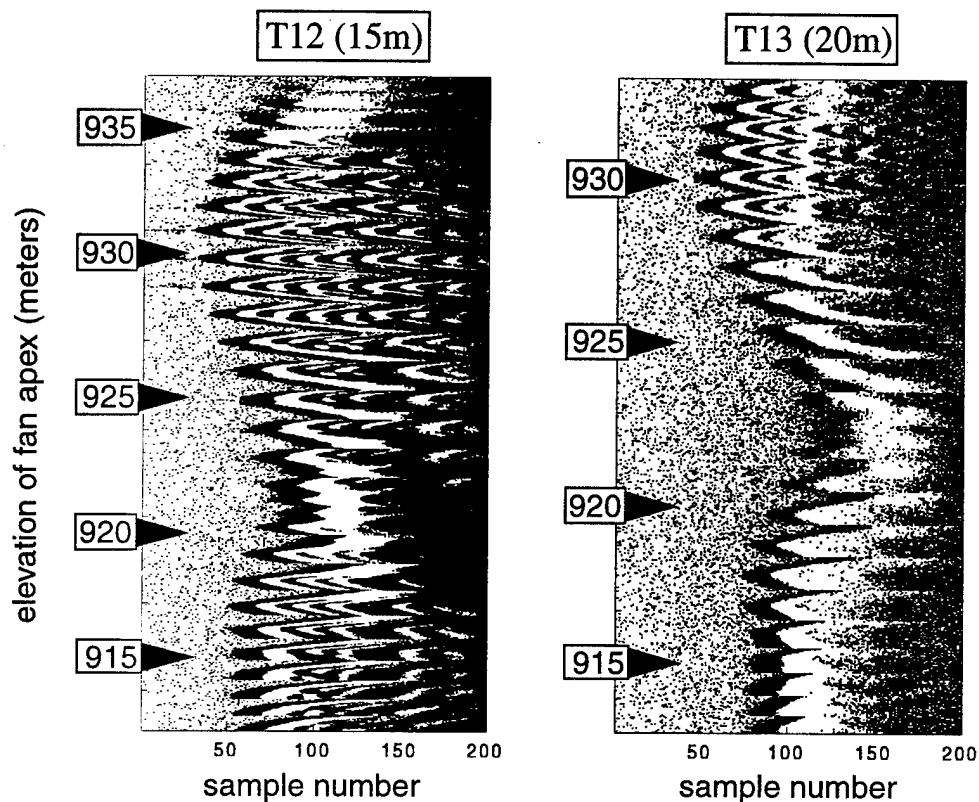 T12 (15m)
T13 (20m)
elevation of fan apex (meters)
935
930
925
920
915
50 100 150 200
sample number
930
925
920
915
50 100 150 200
sample number